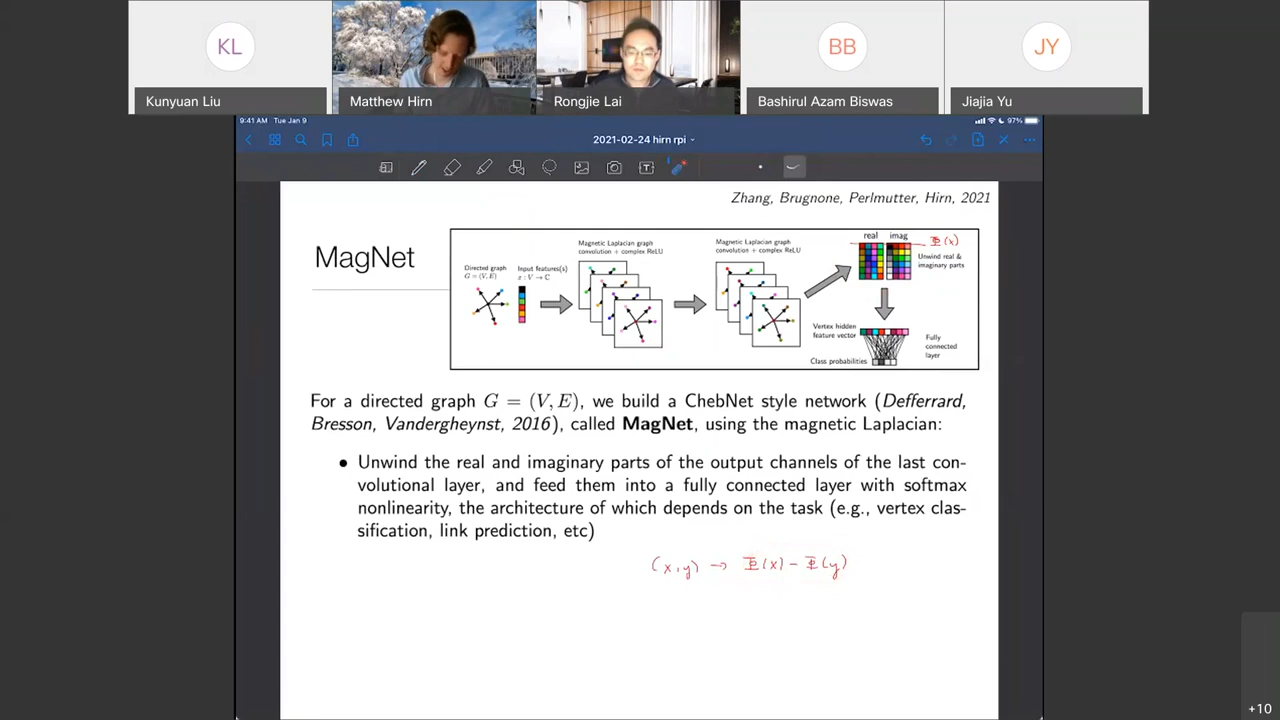 KL
BB
JY
Kunyuan Liu
Matthew Hirn
Rongjie Lai
Bashirul Azam Biswas
Jiajia Yu
9:41 AM Tue Jan 9
97%
2021-02-24 hirn rpi
Zhang, Brugnone, Perlmutter, Hirn, 2021
MagNet
Directed graph
G = (V, E)
Input features(s)
x : V → ℂ
Magnetic Laplacian graph
convolution + complex ReLU
Magnetic Laplacian graph
convolution + complex ReLU
real imag
Φ(x)
Unwind real &
imaginary parts
Vertex hidden
feature vector
Fully
connected
layer
Class probabilities
For a directed graph G = (V, E), we build a ChebNet style network (Defferrard,
Bresson, Vandergheynst, 2016), called MagNet, using the magnetic Laplacian:
• Unwind the real and imaginary parts of the output channels of the last con-
volutional layer, and feed them into a fully connected layer with softmax
nonlinearity, the architecture of which depends on the task (e.g., vertex clas-
sification, link prediction, etc)
(x,y) → Φ(x) − Φ(y)
+10